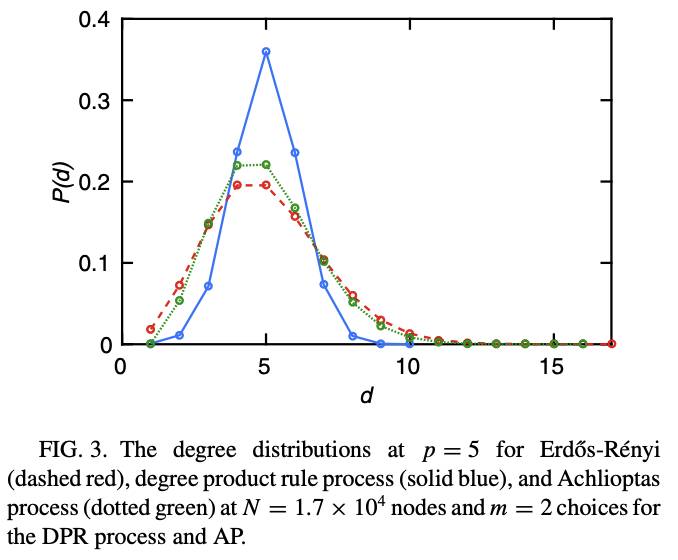 0.4
0.3
0.2
0.1
0
P(d)
0
5
10
15
d
FIG. 3. The degree distributions at p = 5 for Erdős-Rényi
(dashed red), degree product rule process (solid blue), and Achlioptas
process (dotted green) at N = 1.7 × 10⁴ nodes and m = 2 choices for
the DPR process and AP.